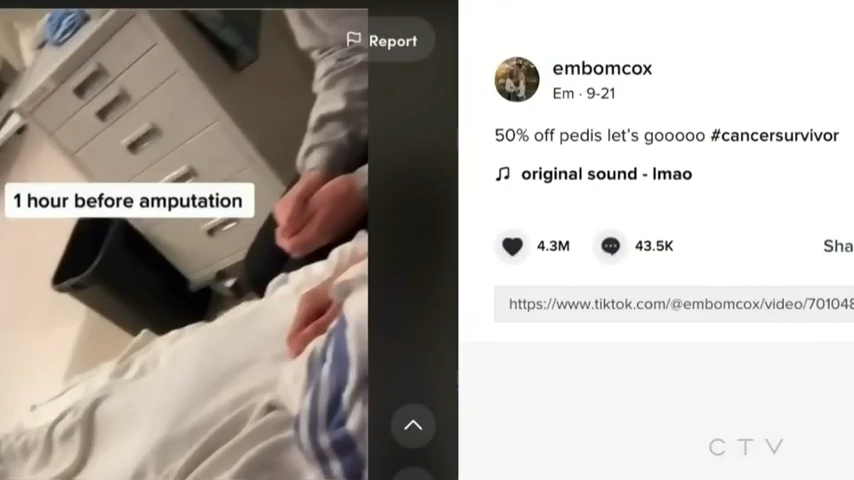 Report
1 hour before amputation
embomcox
Em · 9-21
50% off pedis let's gooooo #cancersurvivor
original sound - lmao
4.3M
43.5K
Sha
https://www.tiktok.com/@embomcox/video/701048
CTV